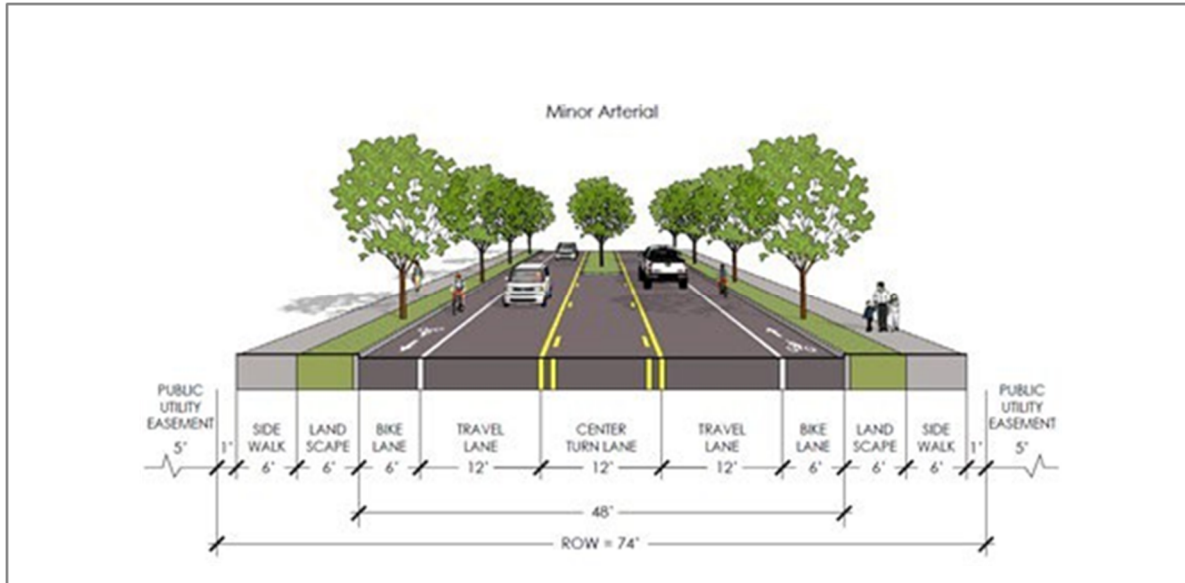 Minor Arterial
PUBLIC
UTILITY
EASEMENT
5'
1'
SIDE
WALK
6'
LAND
SCAPE
6'
BIKE
LANE
6'
TRAVEL
LANE
12'
CENTER
TURN LANE
12'
TRAVEL
LANE
12'
BIKE
LANE
6'
LAND
SCAPE
6'
SIDE
WALK
6'
1'
PUBLIC
UTILITY
EASEMENT
5'
48'
ROW = 74'